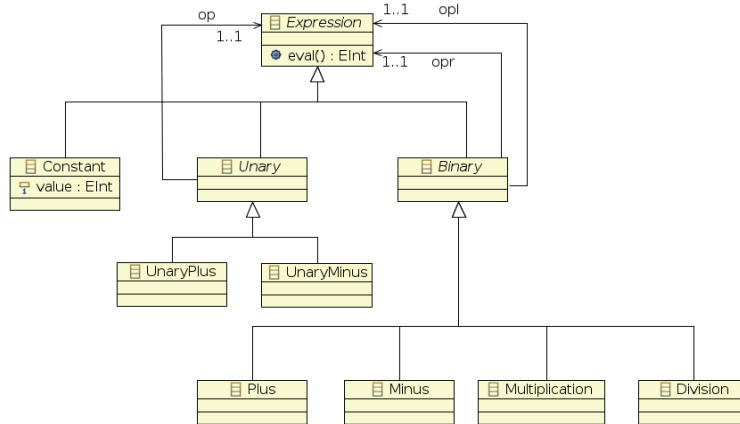 op
Expression
1..1
opl
1..1
eval() : EInt
1..1
opr
Constant
value : EInt
Unary
Binary
UnaryPlus
UnaryMinus
Plus
Minus
Multiplication
Division